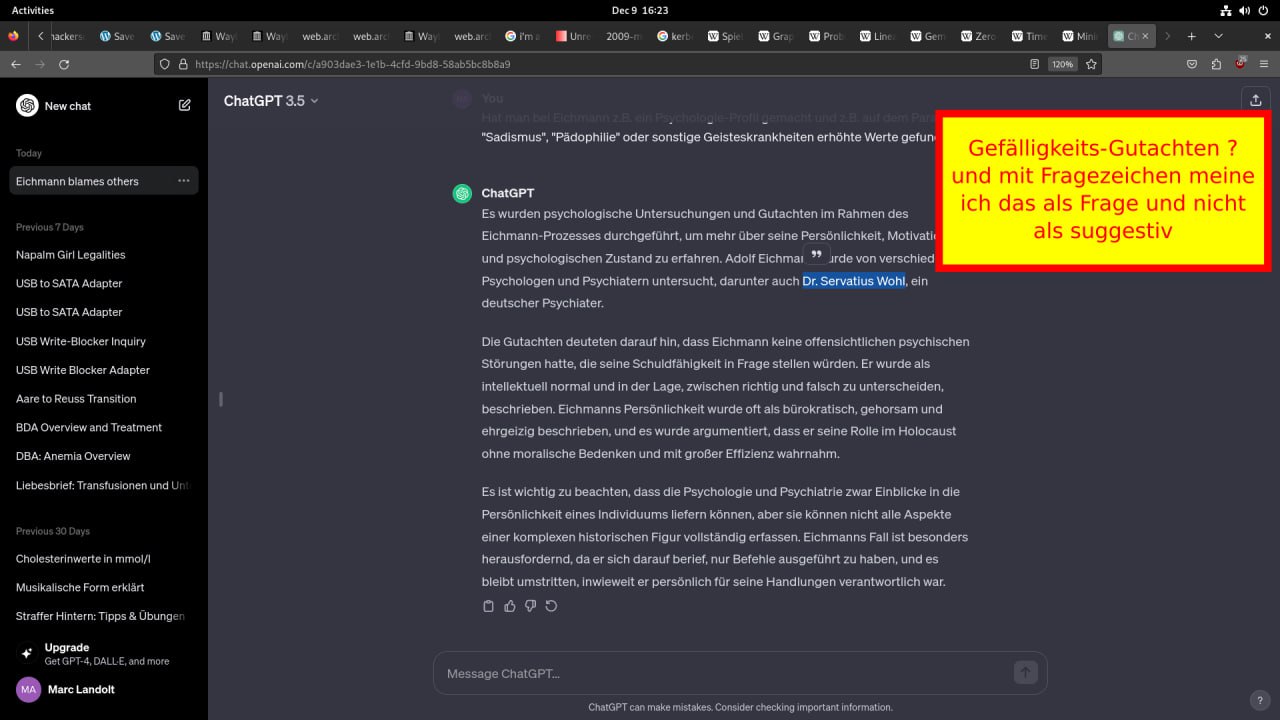 Activities
Dec 9 16:23
Save
Save
Wayl
Wayl
web.arcl
web.arcl
Wayl
web.arcl
i'm a
Unre
2009-m
kerbe
Spiel
Grap
Prob
Linea
Gem
Zero
Time
Mini
https://chat.openai.com/c/a903dae3-1e1b-4cfd-9bd8-58ab5bc8b8a9
120%
New chat
ChatGPT 3.5
You
Hat man bei Eichmann z.B. ein Psychologie-Profil gemacht und z.B. auf dem Para
"Sadismus", "Pädophilie" oder sonstige Geisteskrankheiten erhöhte Werte gefun
Gefälligkeits-Gutachten ?
und mit Fragezeichen meine
ich das als Frage und nicht
als suggestiv
Today
Eichmann blames others
Previous 7 Days
Napalm Girl Legalities
USB to SATA Adapter
USB to SATA Adapter
USB Write-Blocker Inquiry
USB Write Blocker Adapter
Aare to Reuss Transition
BDA Overview and Treatment
DBA: Anemia Overview
Liebesbrief: Transfusionen und Unt
Previous 30 Days
Cholesterinwerte in mmol/l
Musikalische Form erklärt
Straffer Hintern: Tipps & Übungen
Upgrade
Get GPT-4, DALL·E, and more
MA
Marc Landolt
ChatGPT
Es wurden psychologische Untersuchungen und Gutachten im Rahmen des
Eichmann-Prozesses durchgeführt, um mehr über seine Persönlichkeit, Motivatio
und psychologischen Zustand zu erfahren. Adolf Eichman urde von verschied
Psychologen und Psychiatern untersucht, darunter auch Dr. Servatius Wohl, ein
deutscher Psychiater.
Die Gutachten deuteten darauf hin, dass Eichmann keine offensichtlichen psychischen
Störungen hatte, die seine Schuldfähigkeit in Frage stellen würden. Er wurde als
intellektuell normal und in der Lage, zwischen richtig und falsch zu unterscheiden,
beschrieben. Eichmanns Persönlichkeit wurde oft als bürokratisch, gehorsam und
ehrgeizig beschrieben, und es wurde argumentiert, dass er seine Rolle im Holocaust
ohne moralische Bedenken und mit großer Effizienz wahrnahm.
Es ist wichtig zu beachten, dass die Psychologie und Psychiatrie zwar Einblicke in die
Persönlichkeit eines Individuums liefern können, aber sie können nicht alle Aspekte
einer komplexen historischen Figur vollständig erfassen. Eichmanns Fall ist besonders
herausfordernd, da er sich darauf berief, nur Befehle ausgeführt zu haben, und es
bleibt umstritten, inwieweit er persönlich für seine Handlungen verantwortlich war.
Message ChatGPT...
ChatGPT can make mistakes. Consider checking important information.
?